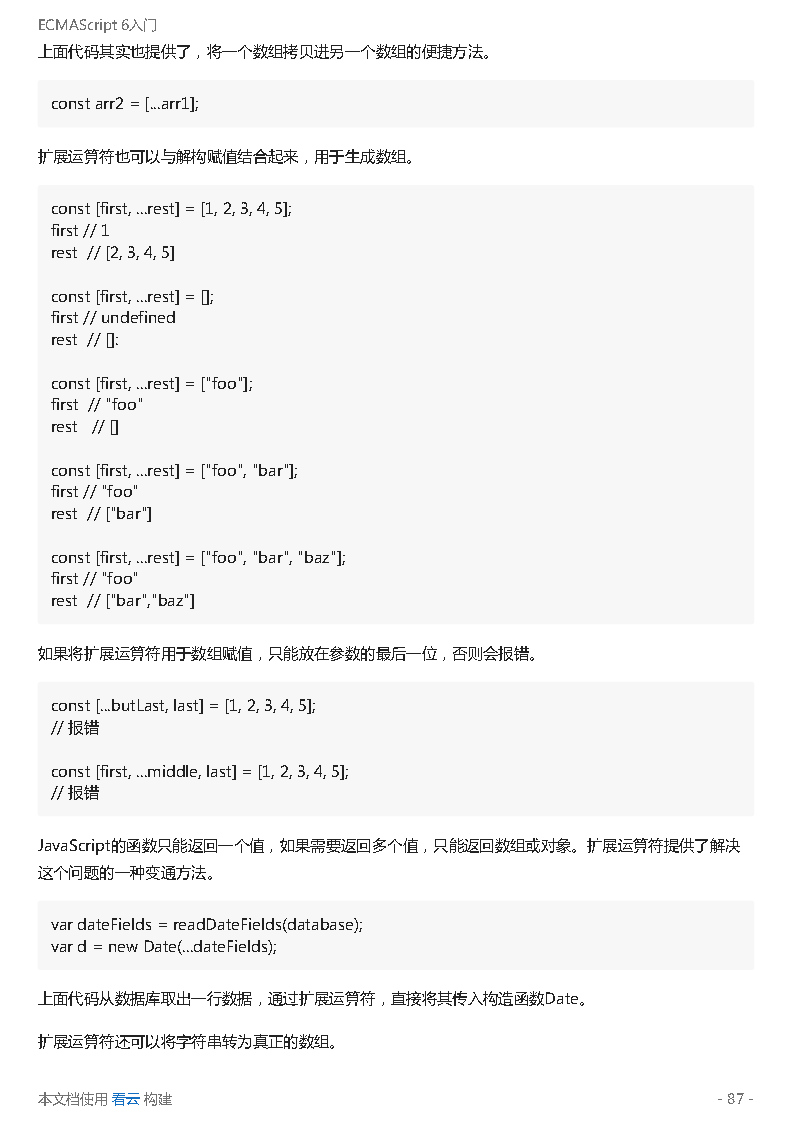 ECMAScript 6入门
上面代码其实也提供了，将一个数组拷贝进另一个数组的便捷方法。
const arr2 = [...arr1];
扩展运算符也可以与解构赋值结合起来，用于生成数组。
const [first, ...rest] = [1, 2, 3, 4, 5];
first // 1
rest  // [2, 3, 4, 5]
const [first, ...rest] = [];
first // undefined
rest  // []:
const [first, ...rest] = ["foo"];
first  // "foo"
rest   // []
const [first, ...rest] = ["foo", "bar"];
first // "foo"
rest  // ["bar"]
const [first, ...rest] = ["foo", "bar", "baz"];
first // "foo"
rest  // ["bar","baz"]
如果将扩展运算符用于数组赋值，只能放在参数的最后一位，否则会报错。
const [...butLast, last] = [1, 2, 3, 4, 5];
// 报错
const [first, ...middle, last] = [1, 2, 3, 4, 5];
// 报错
JavaScript的函数只能返回一个值，如果需要返回多个值，只能返回数组或对象。扩展运算符提供了解决
这个问题的一种变通方法。
var dateFields = readDateFields(database);
var d = new Date(...dateFields);
上面代码从数据库取出一行数据，通过扩展运算符，直接将其传入构造函数Date。
扩展运算符还可以将字符串转为真正的数组。
本文档使用 看云 构建
- 87 -